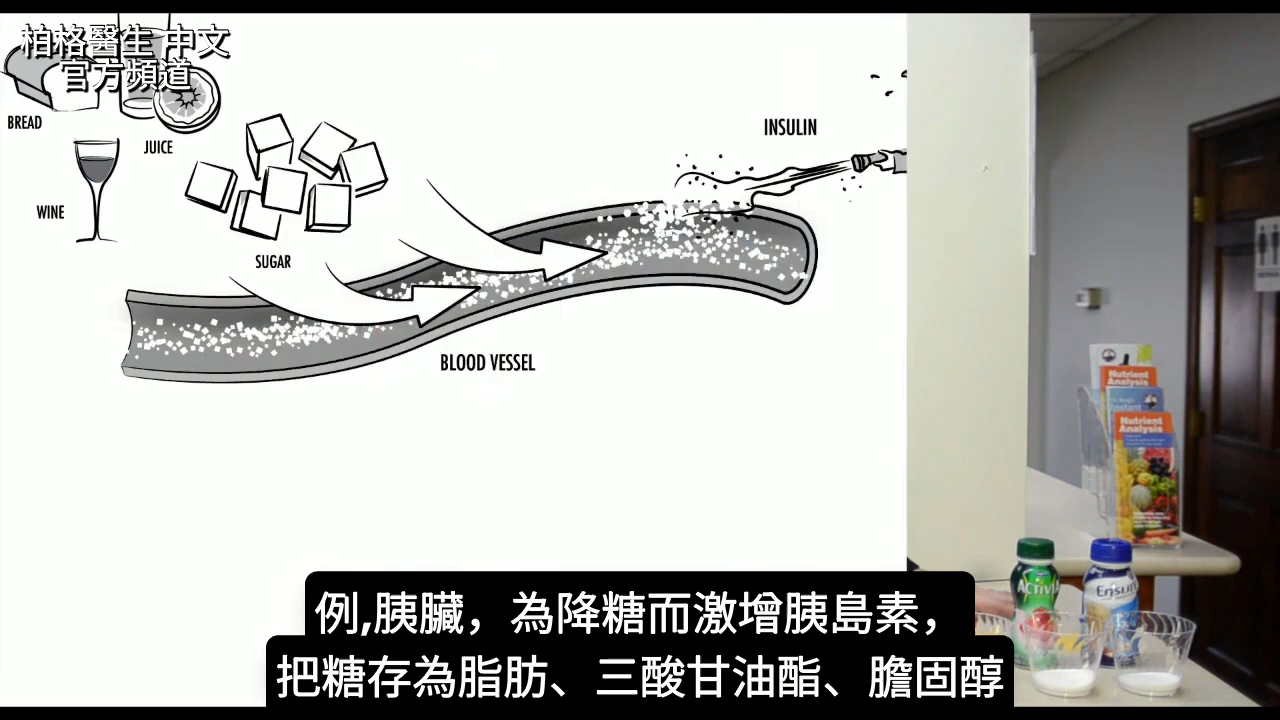 柏格醫生 中文
官方頻道
BREAD
JUICE
WINE
SUGAR
INSULIN
BLOOD VESSEL
Nutrient
Analysis
Instant
Nutrient
Analysis
ACTIVIA
Ensure
例,胰臟，為降糖而激增胰島素，
把糖存為脂肪、三酸甘油酯、膽固醇